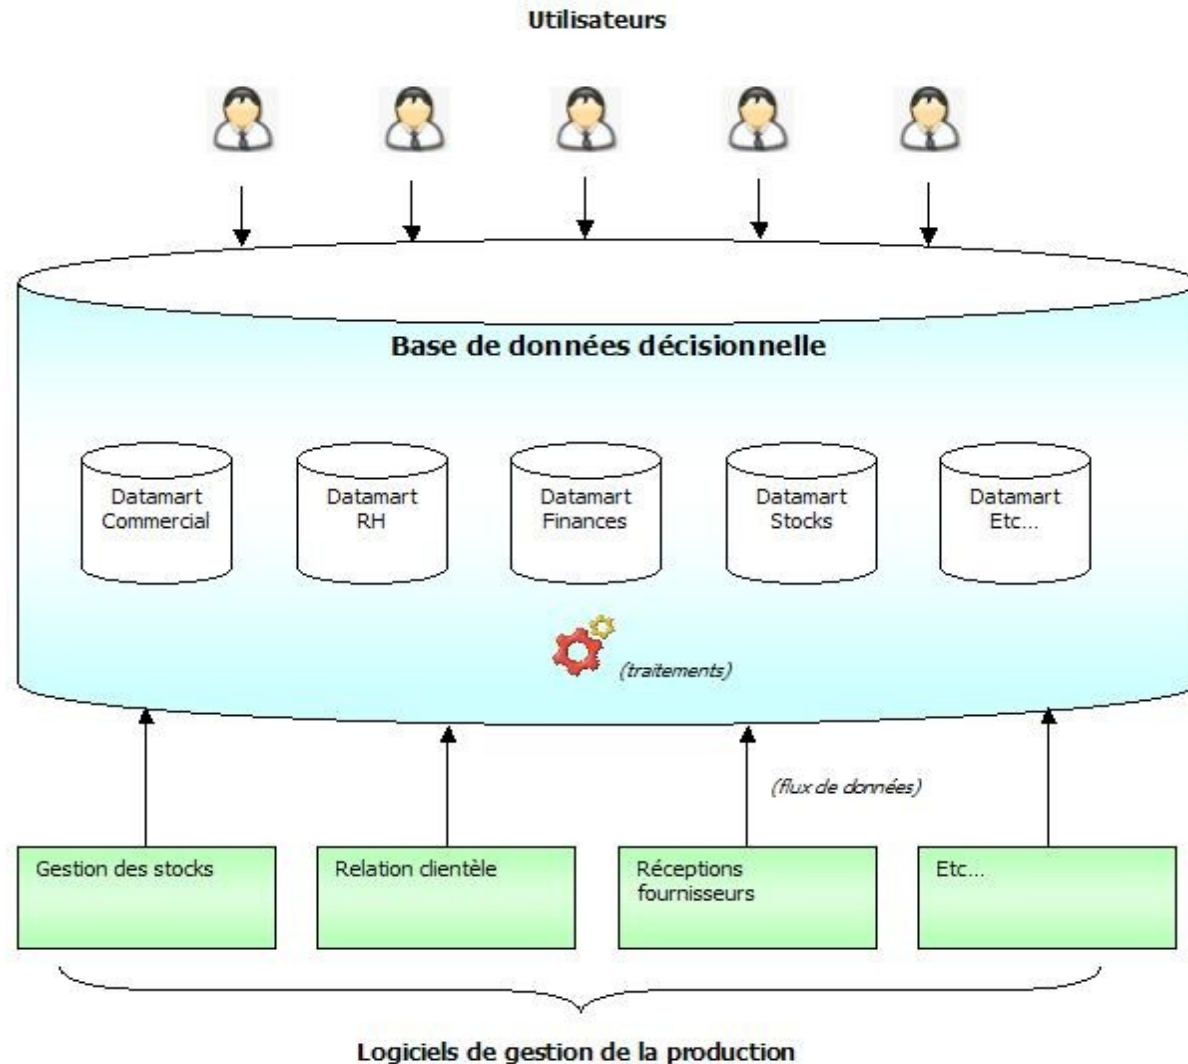 Utilisateurs
Base de données décisionnelle
Datamart
Commercial
Datamart
RH
Datamart
Finances
Datamart
Stocks
Datamart
Etc...
(traitements)
(flux de données)
Gestion des stocks
Relation clientèle
Réceptions
fournisseurs
Etc...
Logiciels de gestion de la production